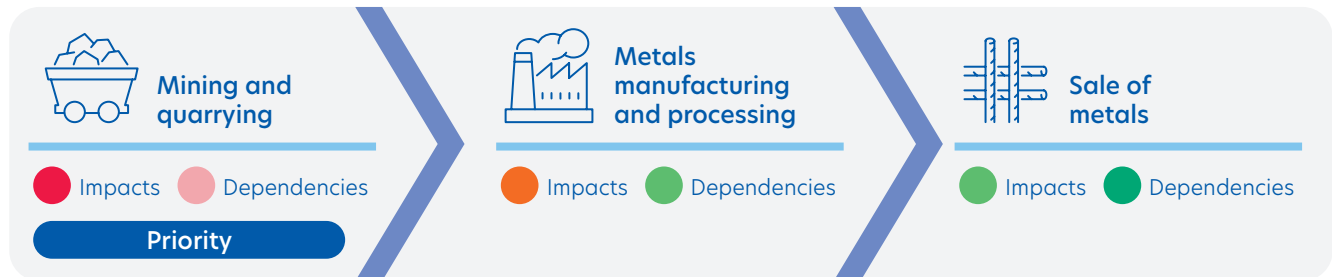 Mining and
quarrying
Impacts
Dependencies
Priority
Metals
manufacturing
and processing
Impacts
Dependencies
Sale of
metals
Impacts
Dependencies